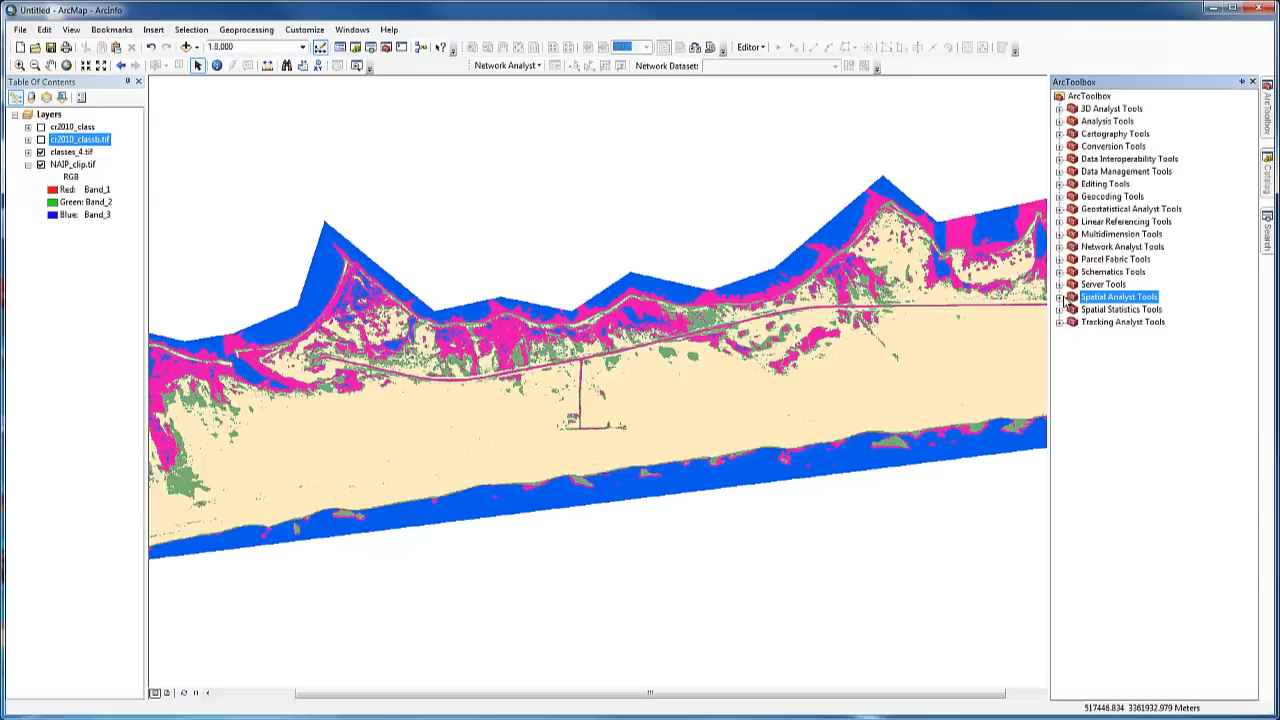 Untitled - ArcMap - ArcInfo
File Edit View Bookmarks Insert Selection Geoprocessing Customize Windows Help
1:8,000
Editor
Network Analyst
Network Dataset:
Table Of Contents
Layers
cr2010_class
cr2010_classb.tif
classes_4.tif
NAIP_clip.tif
RGB
Red: Band_1
Green: Band_2
Blue: Band_3
ArcToolbox
ArcToolbox
3D Analyst Tools
Analysis Tools
Cartography Tools
Conversion Tools
Data Interoperability Tools
Data Management Tools
Editing Tools
Geocoding Tools
Geostatistical Analyst Tools
Linear Referencing Tools
Multidimension Tools
Network Analyst Tools
Parcel Fabric Tools
Schematics Tools
Server Tools
Spatial Analyst Tools
Spatial Statistics Tools
Tracking Analyst Tools
ArcToolbox
Catalog
Search
517446.834 3361932.979 Meters